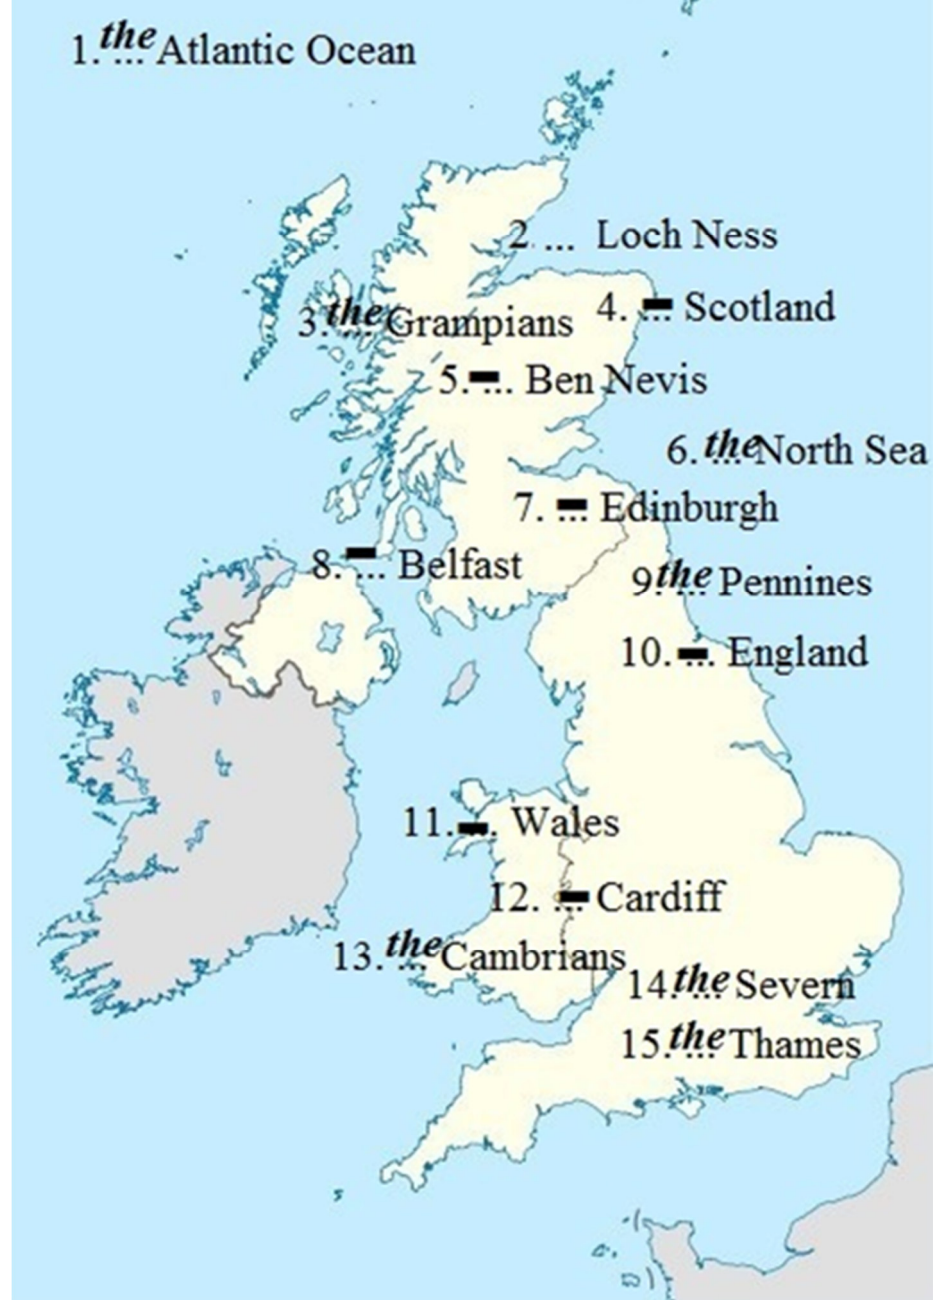 1. the ... Atlantic Ocean
2 ... Loch Ness
3. the ... Grampians
4. – ... Scotland
5. – ... Ben Nevis
6. the ... North Sea
7. – ... Edinburgh
8. – ... Belfast
9 the ... Pennines
10. – ... England
11. – ... Wales
12. – ... Cardiff
13. the ... Cambrians
14. the ... Severn
15. the ... Thames